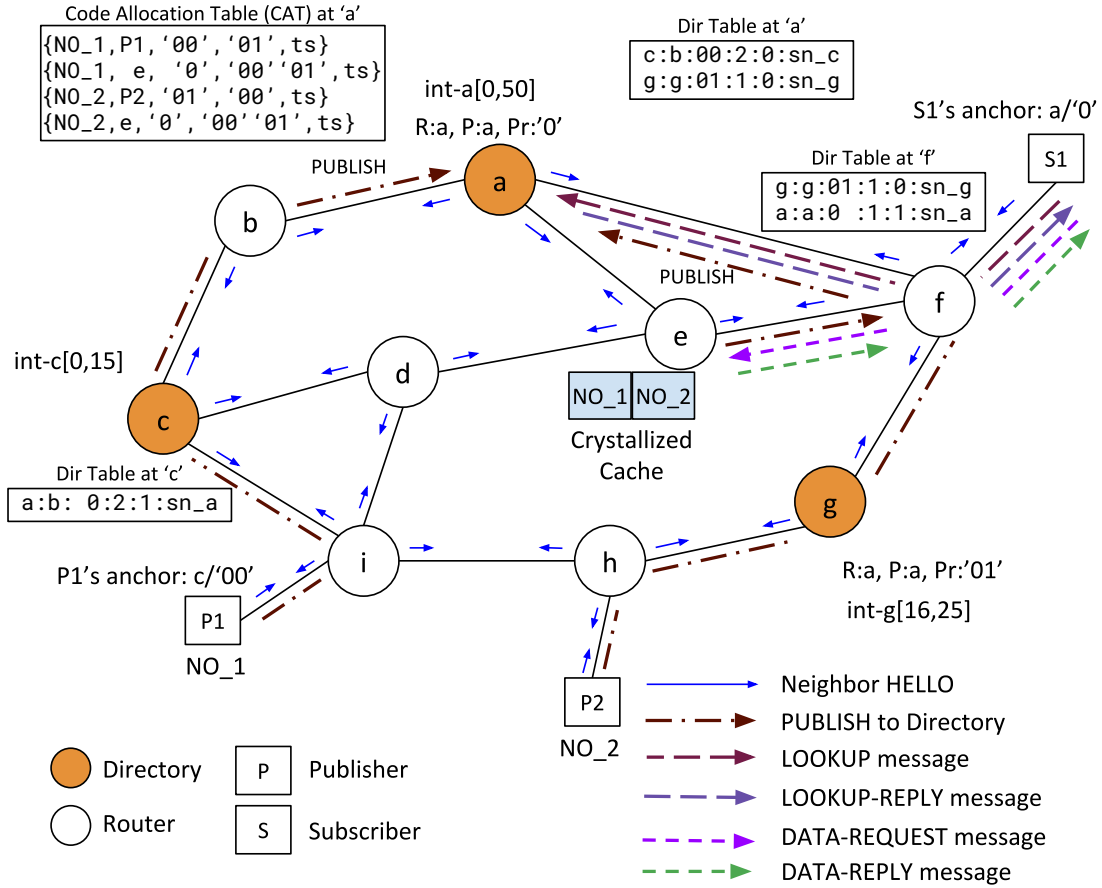 Code Allocation Table (CAT) at ‘a’
{NO_1,P1,‘00’,‘01’,ts}
{NO_1, e, ‘0’,‘00’‘01’,ts}
{NO_2,P2,‘01’,‘00’,ts}
{NO_2,e,‘0’,‘00’‘01’,ts}
Dir Table at ‘a’
c:b:00:2:0:sn_c
g:g:01:1:0:sn_g
int-a[0,50]
R:a, P:a, Pr:’0’
S1’s anchor: a/‘0’
S1
Dir Table at ‘f’
g:g:01:1:0:sn_g
a:a:0 :1:1:sn_a
PUBLISH
a
b
PUBLISH
f
e
int-c[0,15]
d
NO_1
NO_2
c
Crystallized
Cache
Dir Table at ‘c’
a:b: 0:2:1:sn_a
g
i
h
P1’s anchor: c/‘00’
R:a, P:a, Pr:’01’
int-g[16,25]
P1
NO_1
P2
NO_2
Neighbor HELLO
PUBLISH to Directory
LOOKUP message
LOOKUP-REPLY message
DATA-REQUEST message
DATA-REPLY message
Directory
P
Publisher
Router
S
Subscriber